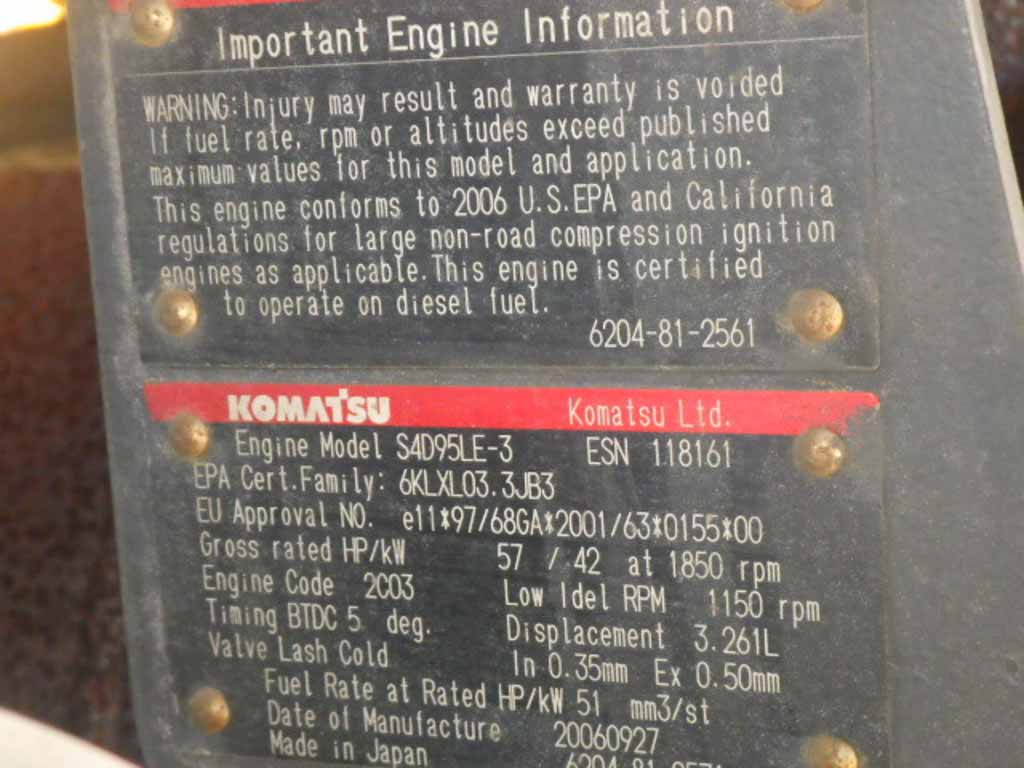 Important Engine Information
WARNING:Injury may result and warranty is voided
If fuel rate, rpm or altitudes exceed published
maximum values for this model and application.
This engine conforms to 2006 U.S.EPA and California
regulations for large non-road compression ignition
engines as applicable.This engine is certified
to operate on diesel fuel.
6204-81-2561
KOMATSU Komatsu Ltd.
Engine Model S4D95LE-3 ESN 118161
EPA Cert.Family: 6KLXL03.3JB3
EU Approval NO. e11*97/68GA*2001/63*0155*00
Gross rated HP/kW 57 / 42 at 1850 rpm
Engine Code 2C03 Low Idel RPM 1150 rpm
Timing BTDC 5 deg. Displacement 3.261L
Valve Lash Cold In 0.35mm Ex 0.50mm
Fuel Rate at Rated HP/kW 51 mm3/st
Date of Manufacture 20060927
Made in Japan